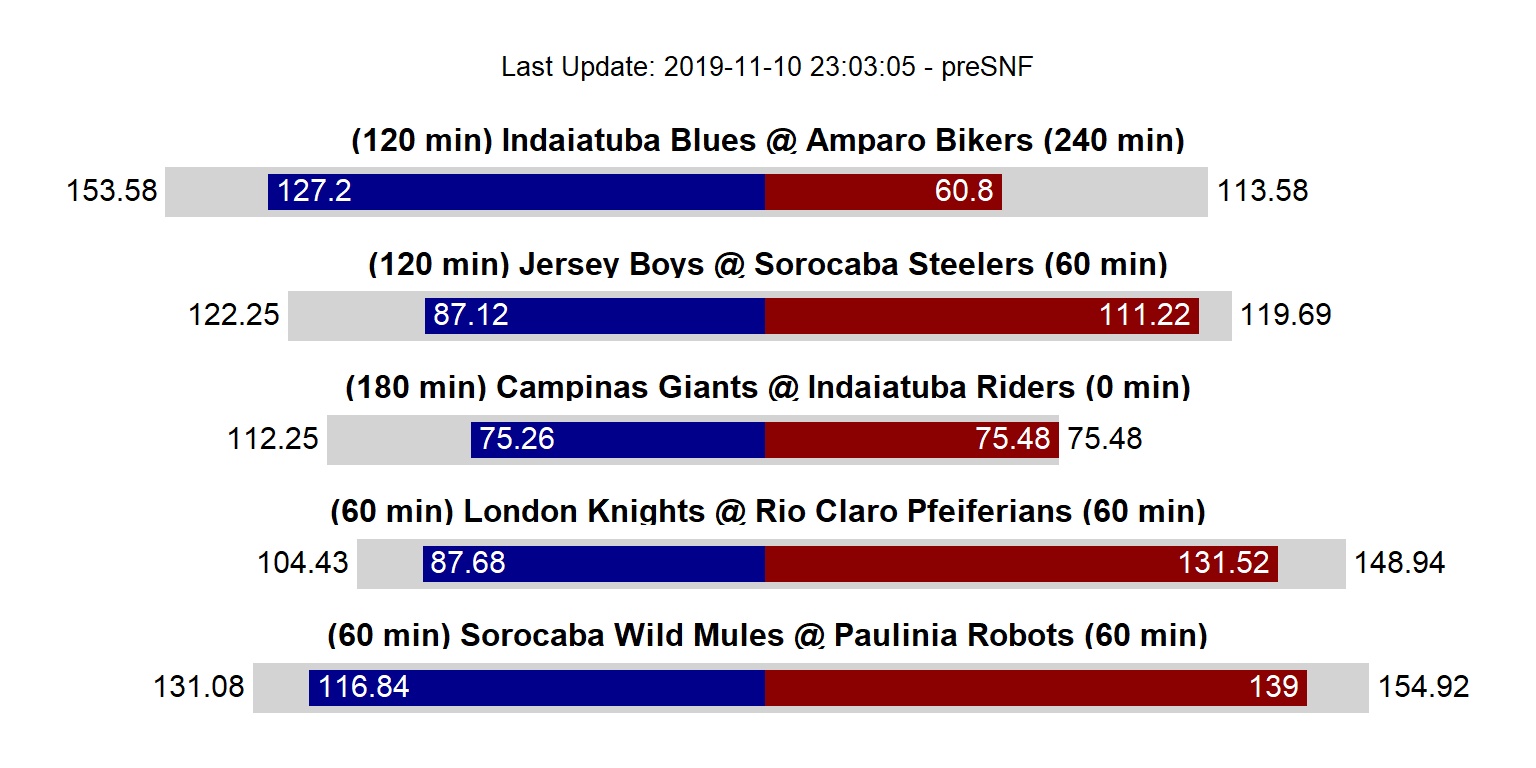 Last Update: 2019-11-10 23:03:05 - preSNF
(120 min) Indaiatuba Blues @ Amparo Bikers (240 min)
153.58 127.2 60.8 113.58
(120 min) Jersey Boys @ Sorocaba Steelers (60 min)
122.25 87.12 111.22 119.69
(180 min) Campinas Giants @ Indaiatuba Riders (0 min)
112.25 75.26 75.48 75.48
(60 min) London Knights @ Rio Claro Pfeiferians (60 min)
104.43 87.68 131.52 148.94
(60 min) Sorocaba Wild Mules @ Paulinia Robots (60 min)
131.08 116.84 139 154.92